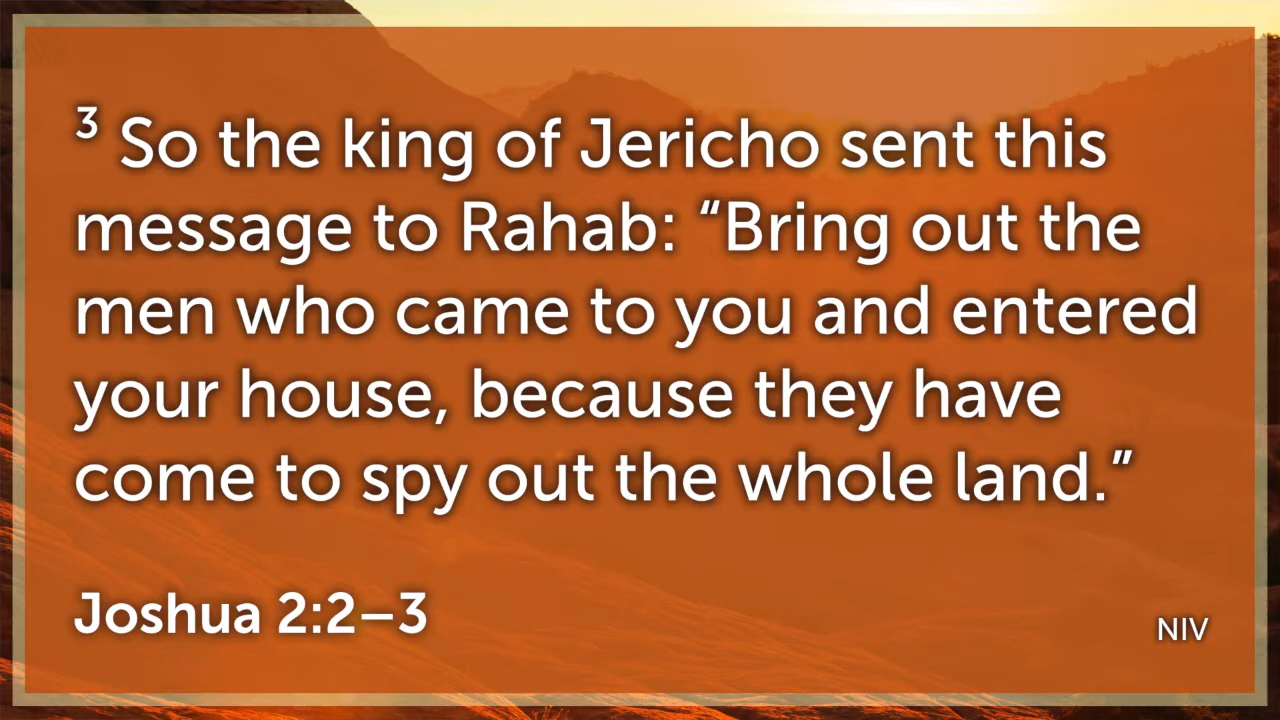 ³ So the king of Jericho sent this
message to Rahab: “Bring out the
men who came to you and entered
your house, because they have
come to spy out the whole land.”
Joshua 2:2–3
NIV